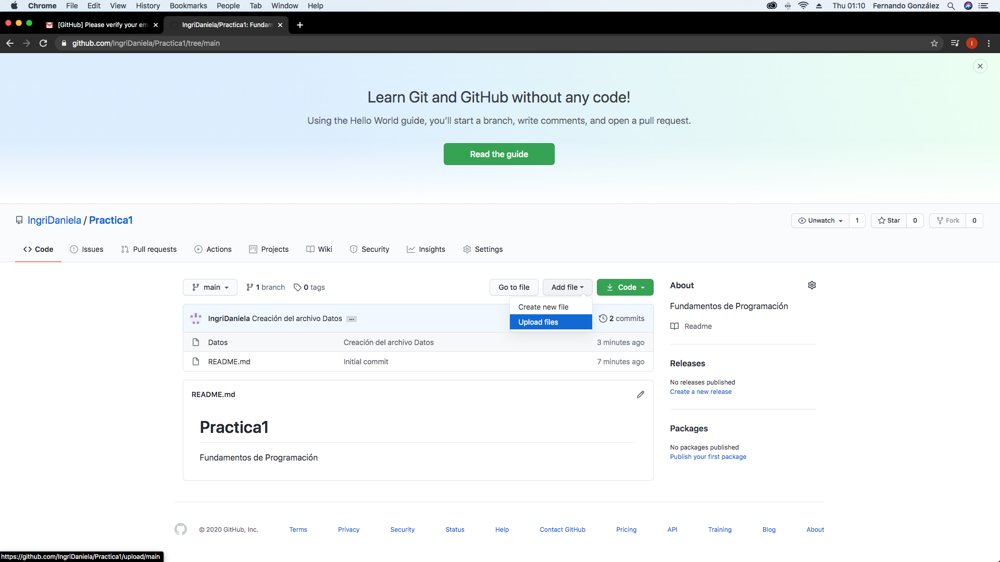 Chrome File Edit View History Bookmarks People Tab Window Help Thu 01:10 Fernando González
[GitHub] Please verify your em
IngriDaniela/Practica1: Fundam
github.com/IngriDaniela/Practica1/tree/main I
Learn Git and GitHub without any code!
Using the Hello World guide, you’ll start a branch, write comments, and open a pull request.
Read the guide
IngriDaniela / Practica1
Unwatch 1 Star 0 Fork 0
Code Issues Pull requests Actions Projects Wiki Security Insights Settings
main 1 branch 0 tags Go to file Add file Code
Create new file
Upload files
IngriDaniela Creación del archivo Datos ... 2 commits
Datos Creación del archivo Datos 3 minutes ago
README.md Initial commit 7 minutes ago
README.md
Practica1
Fundamentos de Programación
About
Fundamentos de Programación
Readme
Releases
No releases published
Create a new release
Packages
No packages published
Publish your first package
© 2020 GitHub, Inc. Terms Privacy Security Status Help Contact GitHub Pricing API Training Blog About
https://github.com/IngriDaniela/Practica1/upload/main